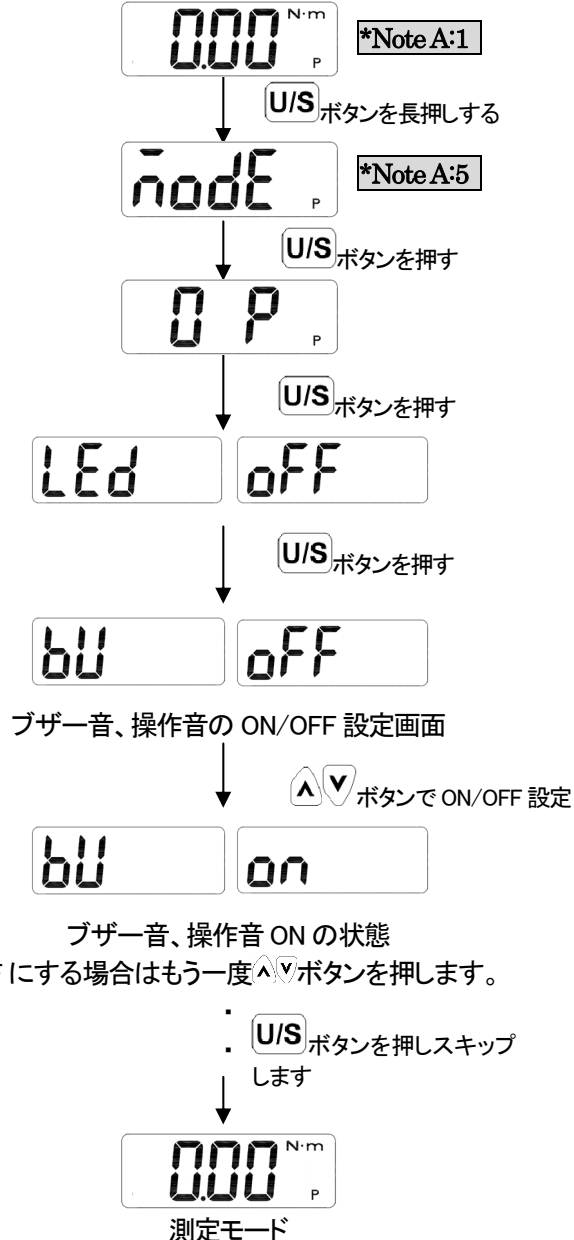 0.00 N·m P *Note A:1
U/S ボタンを長押しする
modE P *Note A:5
U/S ボタンを押す
0 P P
U/S ボタンを押す
LEd oFF
U/S ボタンを押す
bU oFF
ブザー音、操作音の ON/OFF 設定画面
ボタンで ON/OFF 設定
bU on
ブザー音、操作音 ON の状態
にする場合はもう一度 ボタンを押します。
U/S ボタンを押しスキップ
します
0.00 N·m P
測定モード